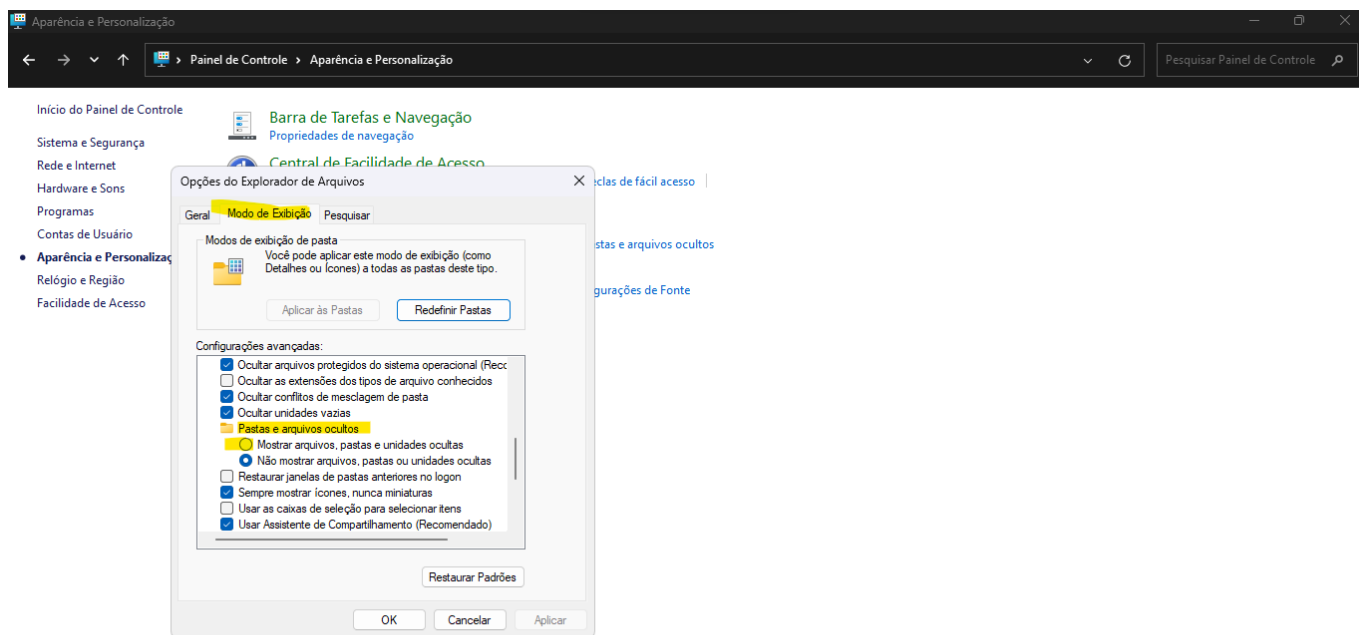 Aparência e Personalização
Painel de Controle > Aparência e Personalização
Pesquisar Painel de Controle
Início do Painel de Controle
Sistema e Segurança
Rede e Internet
Hardware e Sons
Programas
Contas de Usuário
Aparência e Personalizaç
Relógio e Região
Facilidade de Acesso
Barra de Tarefas e Navegação
Propriedades de navegação
Central de Facilidade de Acesso
eclas de fácil acesso
stas e arquivos ocultos
gurações de Fonte
Opções do Explorador de Arquivos
Geral Modo de Exibição Pesquisar
Modos de exibição de pasta
Você pode aplicar este modo de exibição (como
Detalhes ou Ícones) a todas as pastas deste tipo.
Aplicar às Pastas Redefinir Pastas
Configurações avançadas:
Ocultar arquivos protegidos do sistema operacional (Recc
Ocultar as extensões dos tipos de arquivo conhecidos
Ocultar conflitos de mesclagem de pasta
Ocultar unidades vazias
Pastas e arquivos ocultos
Mostrar arquivos, pastas e unidades ocultas
Não mostrar arquivos, pastas ou unidades ocultas
Restaurar janelas de pastas anteriores no logon
Sempre mostrar ícones, nunca miniaturas
Usar as caixas de seleção para selecionar itens
Usar Assistente de Compartilhamento (Recomendado)
Restaurar Padrões
OK Cancelar Aplicar